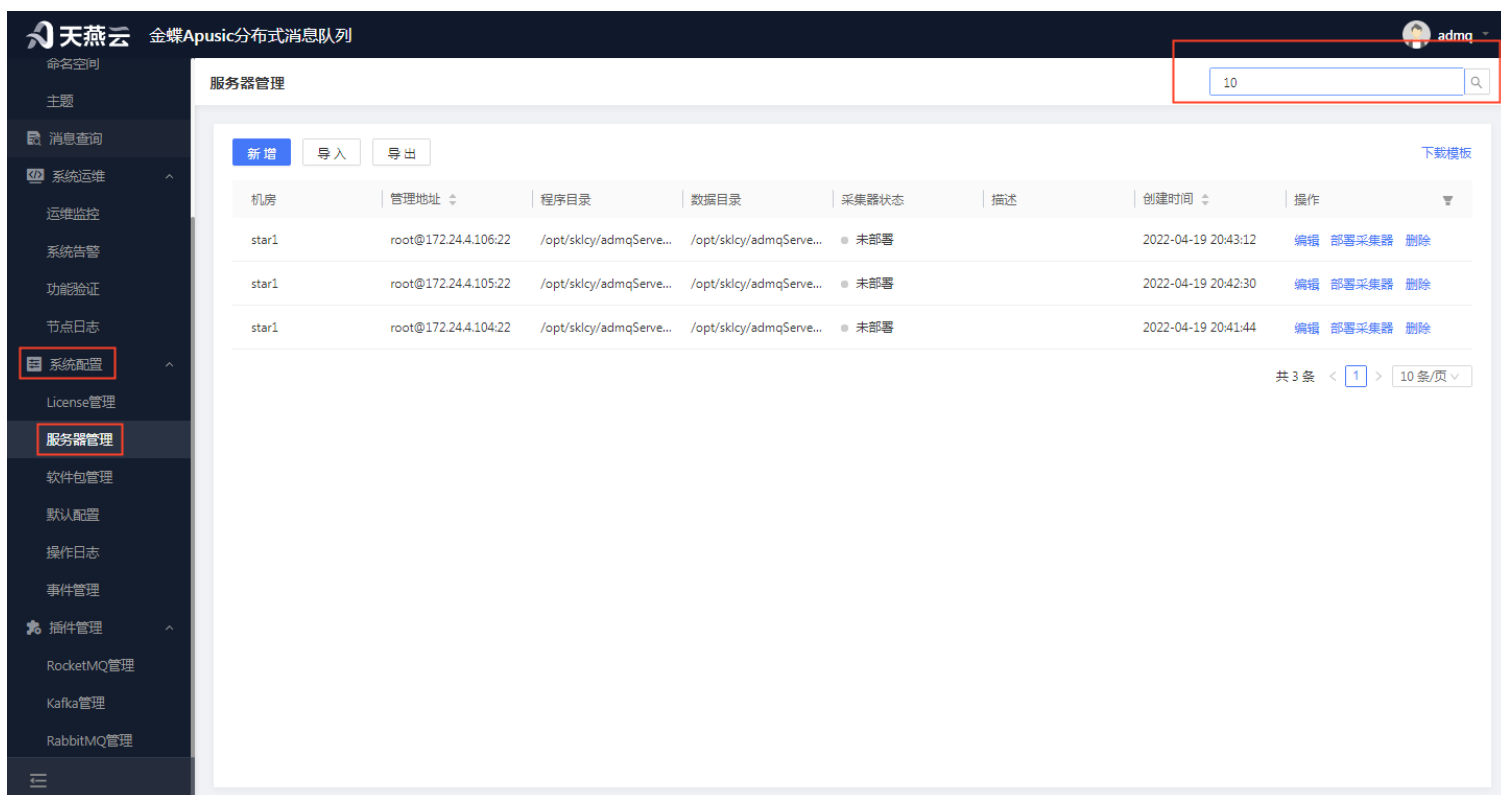 天燕云 金蝶Apusic分布式消息队列 admq
命名空间
主题
消息查询
系统运维
运维监控
系统告警
功能验证
节点日志
系统配置
License管理
服务器管理
软件包管理
默认配置
操作日志
事件管理
插件管理
RocketMQ管理
Kafka管理
RabbitMQ管理
服务器管理 10
新增 导入 导出 下载模板
机房 管理地址 程序目录 数据目录 采集器状态 描述 创建时间 操作
star1 root@172.24.4.106:22 /opt/sklcy/admqServe... /opt/sklcy/admqServe... 未部署 2022-04-19 20:43:12 编辑 部署采集器 删除
star1 root@172.24.4.105:22 /opt/sklcy/admqServe... /opt/sklcy/admqServe... 未部署 2022-04-19 20:42:30 编辑 部署采集器 删除
star1 root@172.24.4.104:22 /opt/sklcy/admqServe... /opt/sklcy/admqServe... 未部署 2022-04-19 20:41:44 编辑 部署采集器 删除
共 3 条 < 1 > 10 条/页